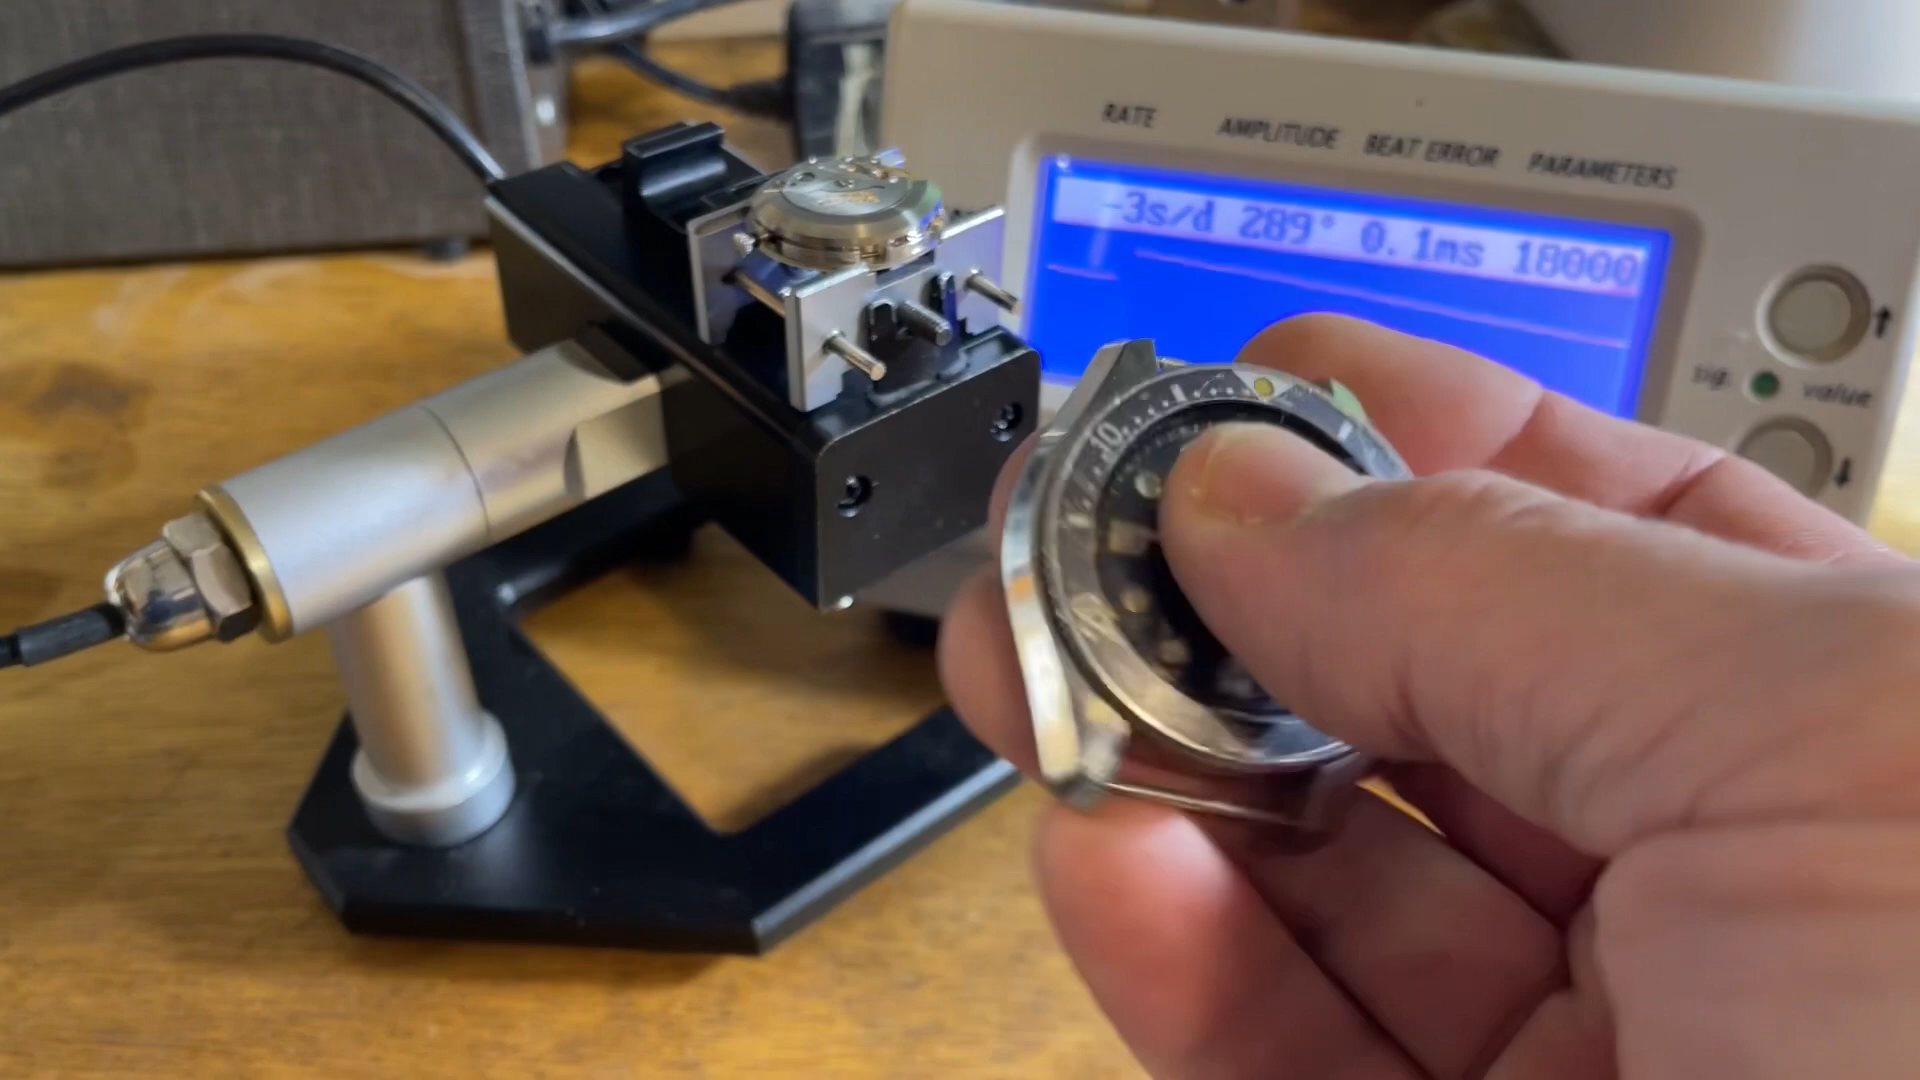 RATE AMPLITUDE BEAT ERROR PARAMETERS
-3s/d 289° 0.1ms 18000
sig. value
10